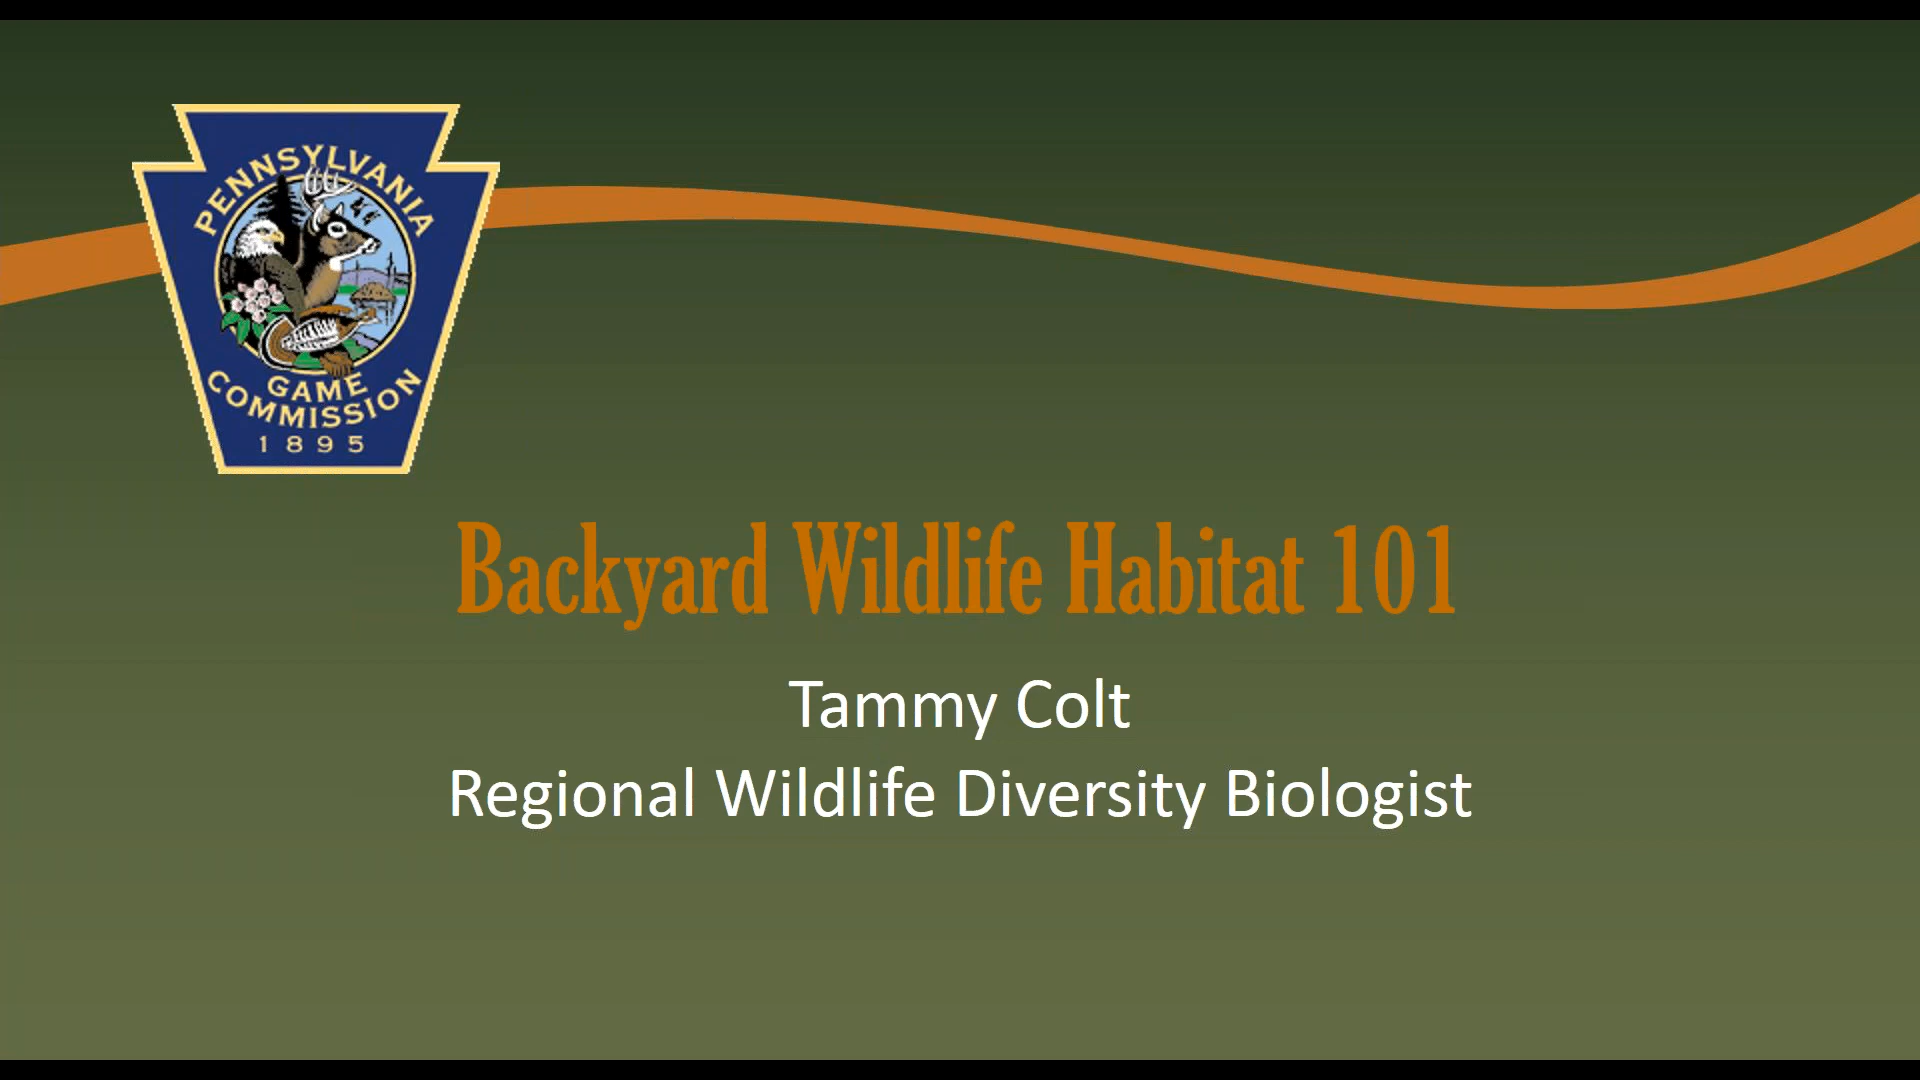 PENNSYLVANIA
GAME
COMMISSION
1895
Backyard Wildlife Habitat 101
Tammy Colt
Regional Wildlife Diversity Biologist